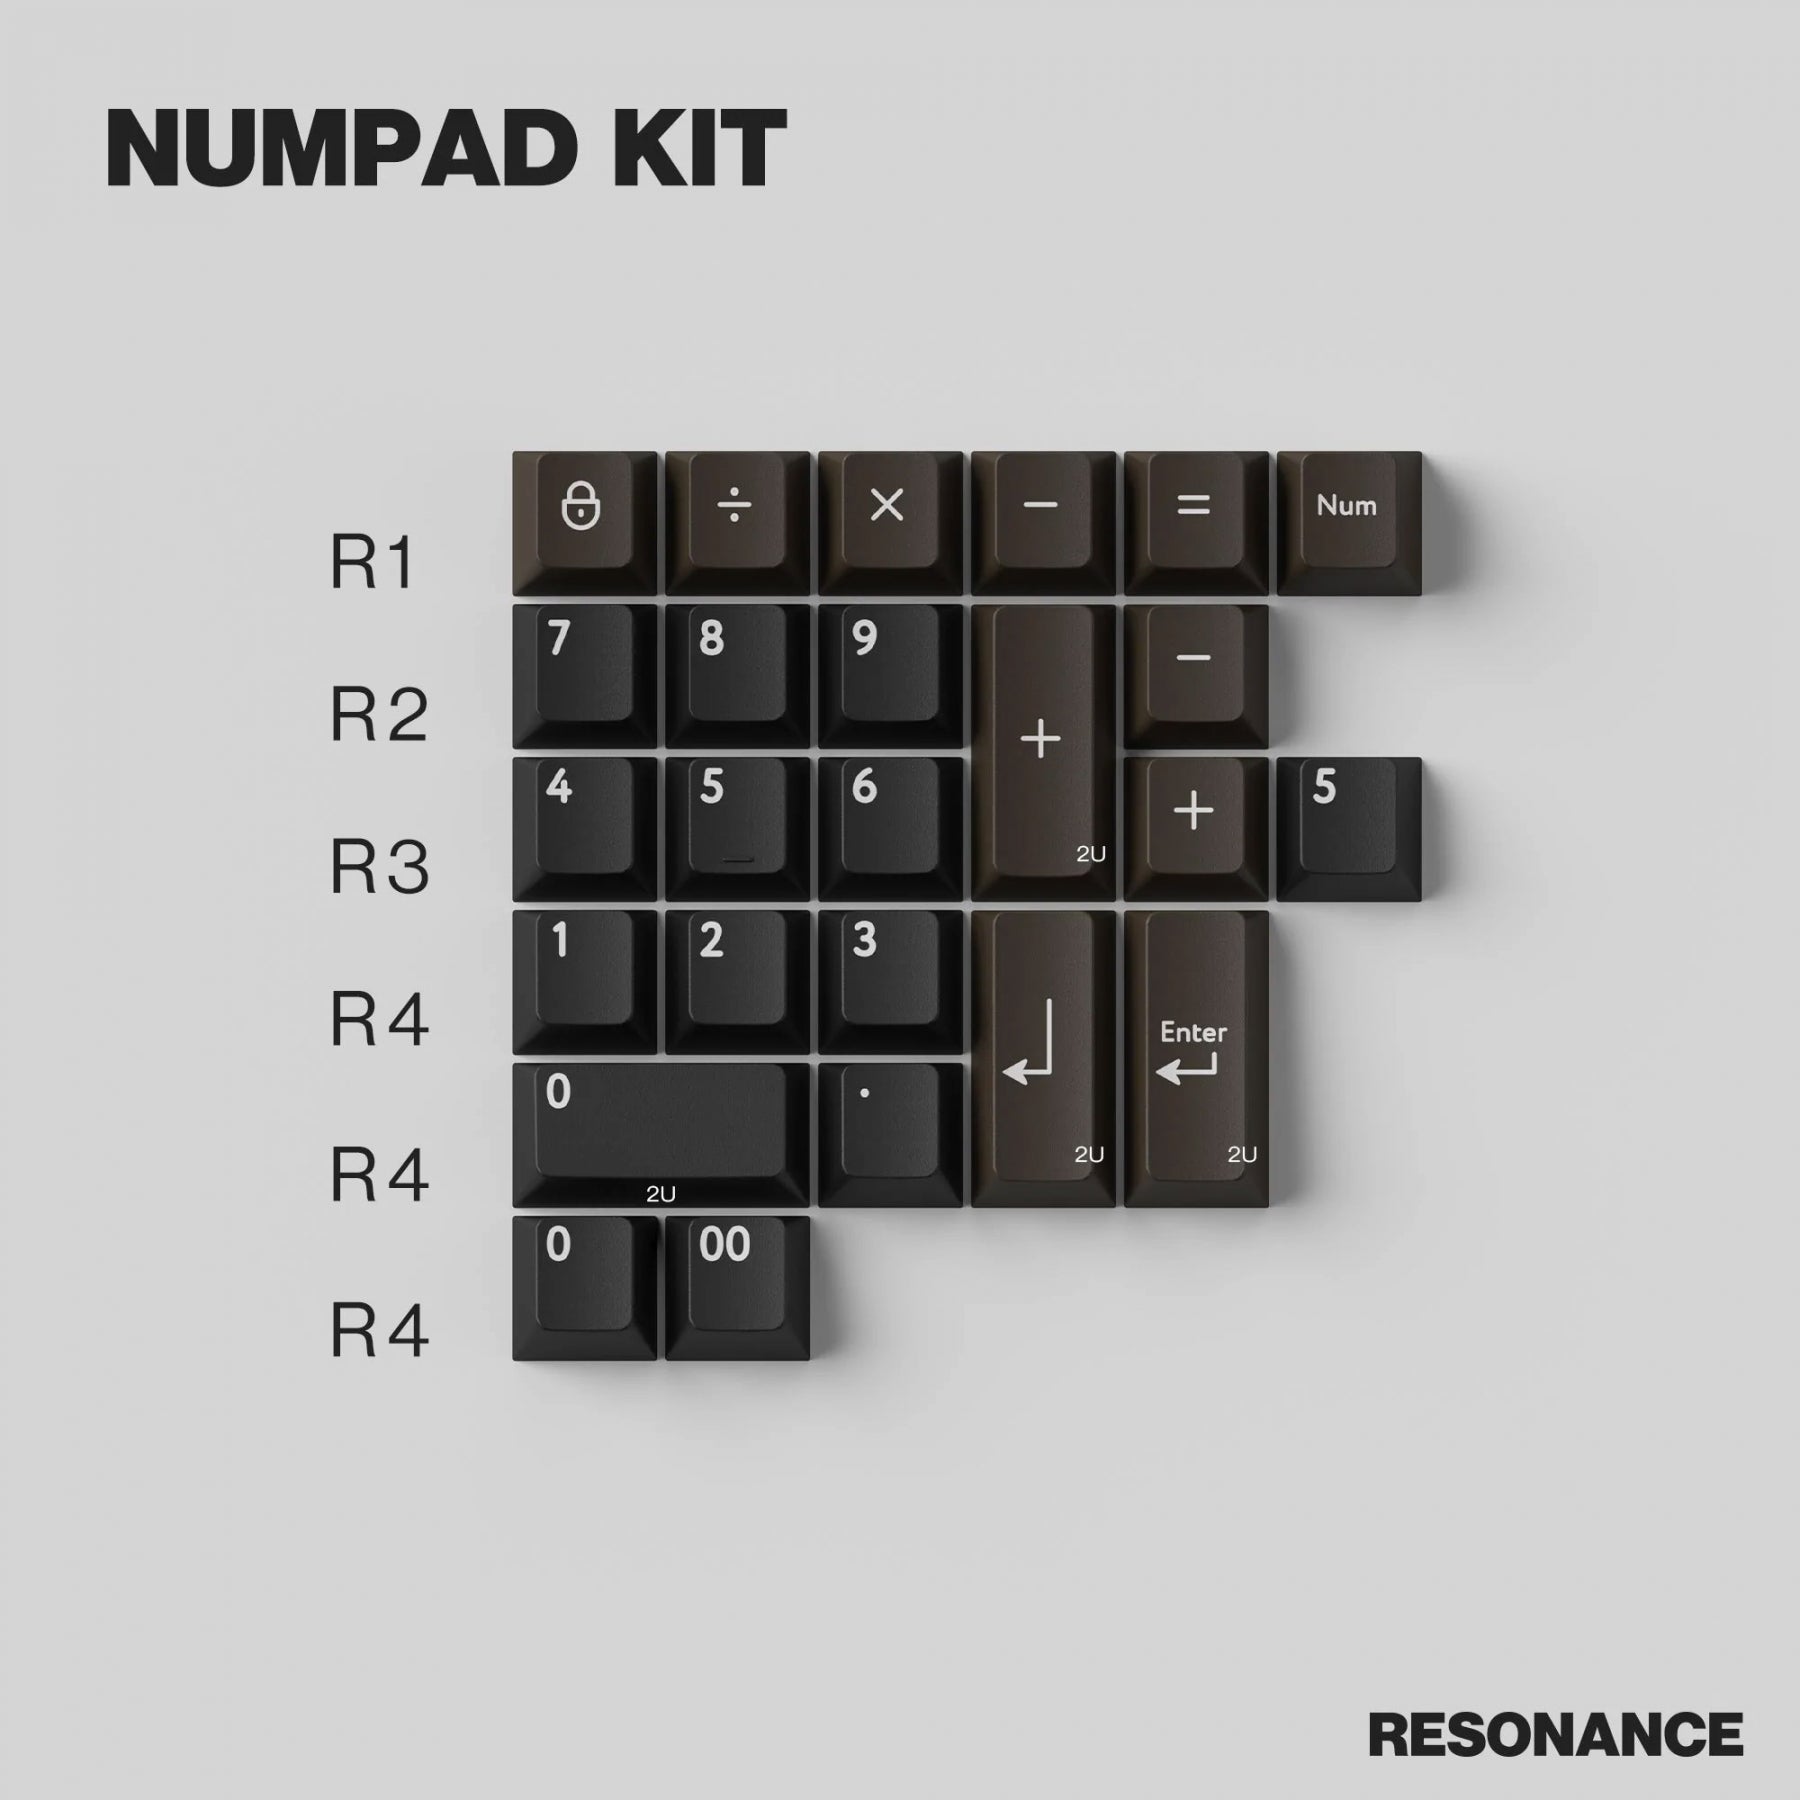 NUMPAD KIT
R1 ÷ × − = Num
R2 7 8 9 + −
R3 4 5 6 2U + 5
R4 1 2 3 Enter
R4 0 2U . 2U 2U
R4 0 00
RESONANCE